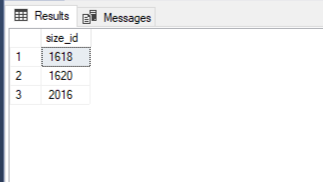 Results Messages
size_id
1 1618
2 1620
3 2016